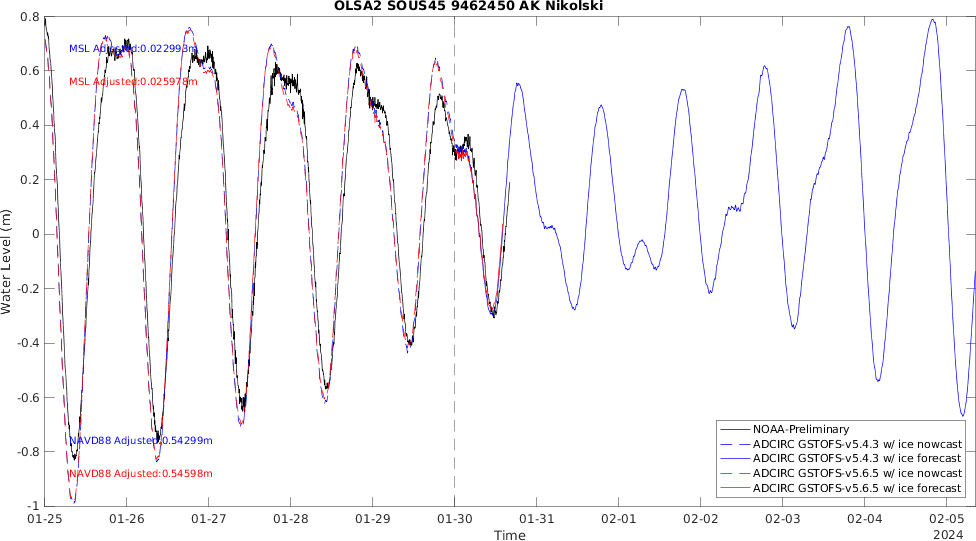 OLSA2 SOUS45 9462450 AK Nikolski
0.8
0.6
0.4
0.2
0
-0.2
-0.4
-0.6
-0.8
-1
Water Level (m)
MSL Adjusted:0.022993m
MSL Adjusted:0.025978m
NAVD88 Adjusted:0.54299m
NAVD88 Adjusted:0.54598m
NOAA-Preliminary
ADCIRC GSTOFS-v5.4.3 w/ ice nowcast
ADCIRC GSTOFS-v5.4.3 w/ ice forecast
ADCIRC GSTOFS-v5.6.5 w/ ice nowcast
ADCIRC GSTOFS-v5.6.5 w/ ice forecast
01-25 01-26 01-27 01-28 01-29 01-30 01-31 02-01 02-02 02-03 02-04 02-05
Time
2024